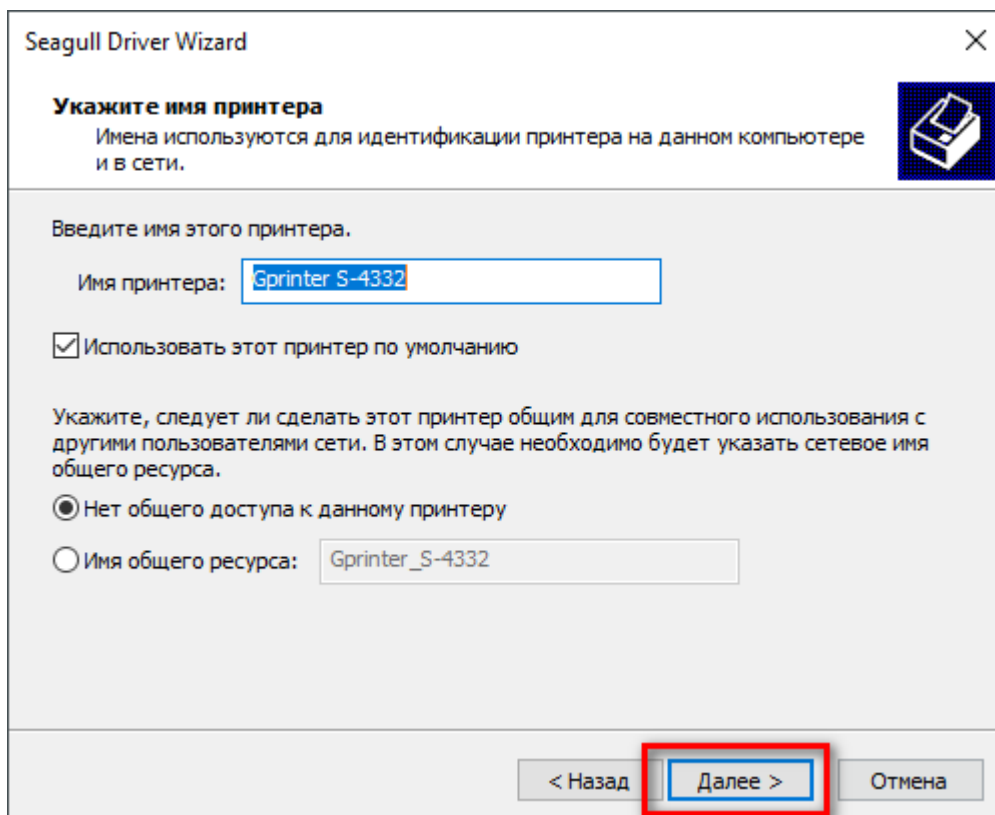 Seagull Driver Wizard
Укажите имя принтера
Имена используются для идентификации принтера на данном компьютере
и в сети.
Введите имя этого принтера.
Имя принтера: Gprinter S-4332
Использовать этот принтер по умолчанию
Укажите, следует ли сделать этот принтер общим для совместного использования с
другими пользователями сети. В этом случае необходимо будет указать сетевое имя
общего ресурса.
Нет общего доступа к данному принтеру
Имя общего ресурса: Gprinter_S-4332
< Назад Далее > Отмена